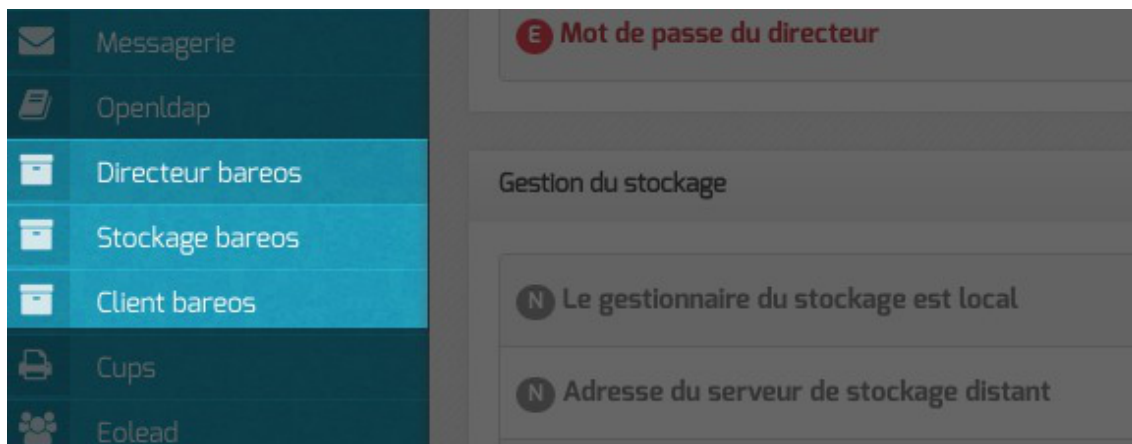 Messagerie
Openldap
Directeur bareos
Stockage bareos
Client bareos
Cups
Eolead
E Mot de passe du directeur
Gestion du stockage
N Le gestionnaire du stockage est local
N Adresse du serveur de stockage distant